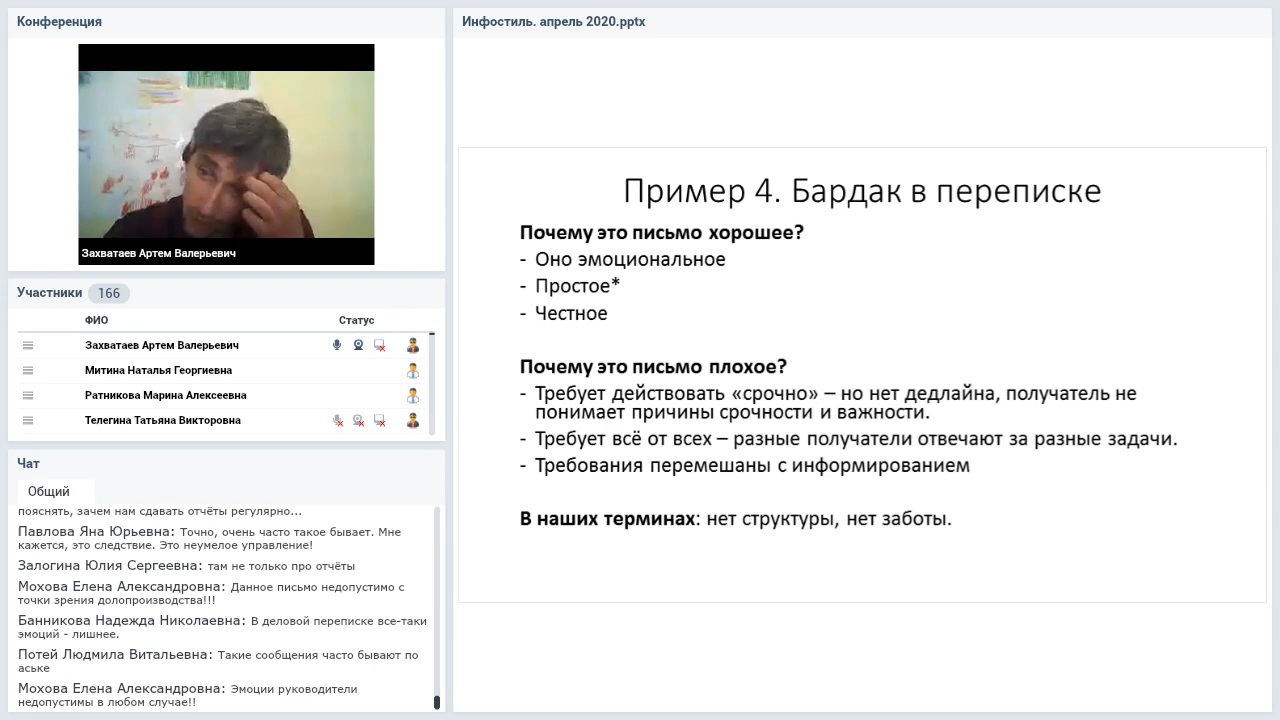 Конференция
Захватаев Артем Валерьевич
Участники 166
ФИО Статус
Захватаев Артем Валерьевич
Митина Наталья Георгиевна
Ратникова Марина Алексеевна
Телегина Татьяна Викторовна
Чат
Общий
пояснять, зачем нам сдавать отчёты регулярно...
Павлова Яна Юрьевна: Точно, очень часто такое бывает. Мне
кажется, это следствие. Это неумелое управление!
Залогина Юлия Сергеевна: там не только про отчёты
Мохова Елена Александровна: Данное письмо недопустимо с
точки зрения долопроизводства!!!
Банникова Надежда Николаевна: В деловой переписке все-таки
эмоций - лишнее.
Потей Людмила Витальевна: Такие сообщения часто бывают по
аське
Мохова Елена Александровна: Эмоции руководители
недопустимы в любом случае!!
Инфостиль. апрель 2020.pptx
Пример 4. Бардак в переписке
Почему это письмо хорошее?
- Оно эмоциональное
- Простое*
- Честное
Почему это письмо плохое?
- Требует действовать «срочно» – но нет дедлайна, получатель не
понимает причины срочности и важности.
- Требует всё от всех – разные получатели отвечают за разные задачи.
- Требования перемешаны с информированием
В наших терминах: нет структуры, нет заботы.